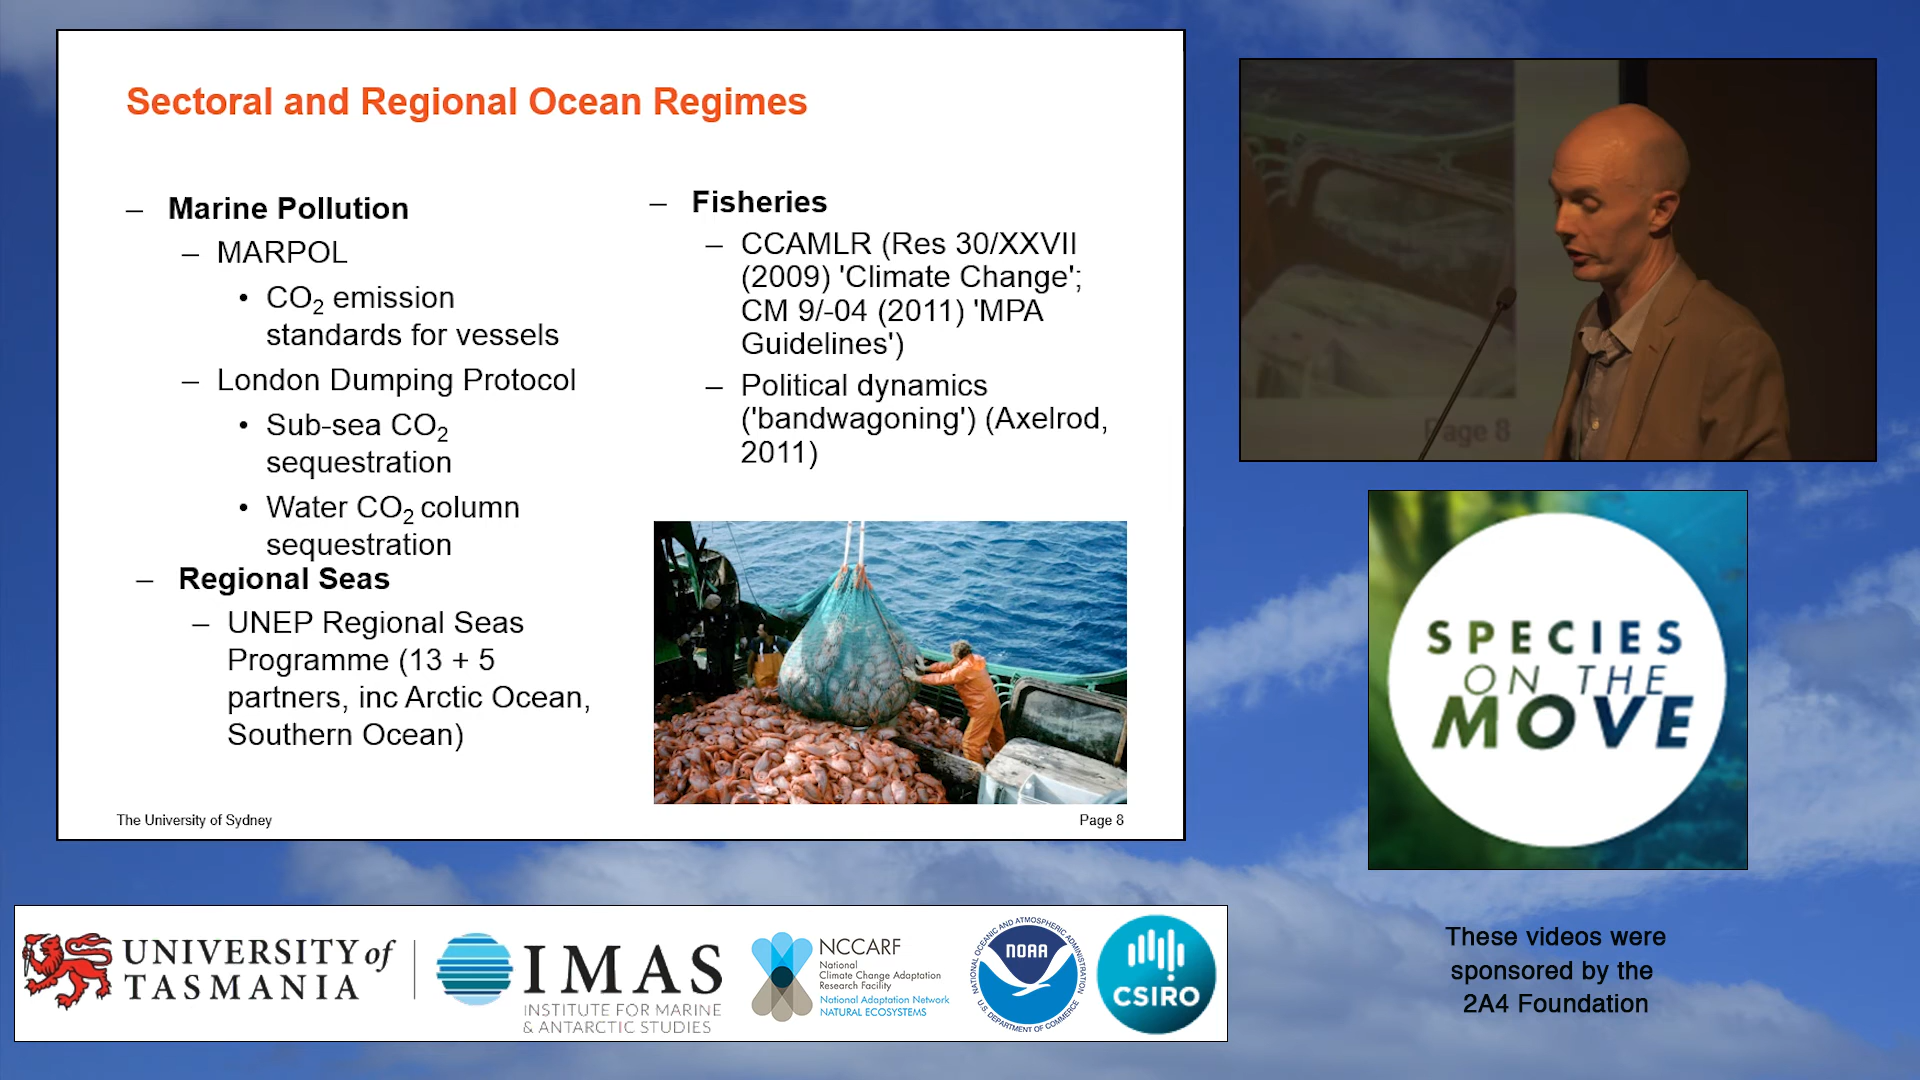 Sectoral and Regional Ocean Regimes
– Marine Pollution
– MARPOL
• CO2 emission
standards for vessels
– London Dumping Protocol
• Sub-sea CO2
sequestration
• Water CO2 column
sequestration
– Regional Seas
– UNEP Regional Seas
Programme (13 + 5
partners, inc Arctic Ocean,
Southern Ocean)
– Fisheries
– CCAMLR (Res 30/XXVII
(2009) 'Climate Change';
CM 9/-04 (2011) 'MPA
Guidelines')
– Political dynamics
('bandwagoning') (Axelrod,
2011)
The University of Sydney
Page 8
Page 8
SPECIES
ON THE
MOVE
These videos were
sponsored by the
2A4 Foundation
UNIVERSITY of
TASMANIA
IMAS
INSTITUTE FOR MARINE
& ANTARCTIC STUDIES
NCCARF
National
Climate Change Adaptation
Research Facility
National Adaptation Network
NATURAL ECOSYSTEMS
NATIONAL OCEANIC AND ATMOSPHERIC ADMINISTRATION
NOAA
U.S. DEPARTMENT OF COMMERCE
CSIRO